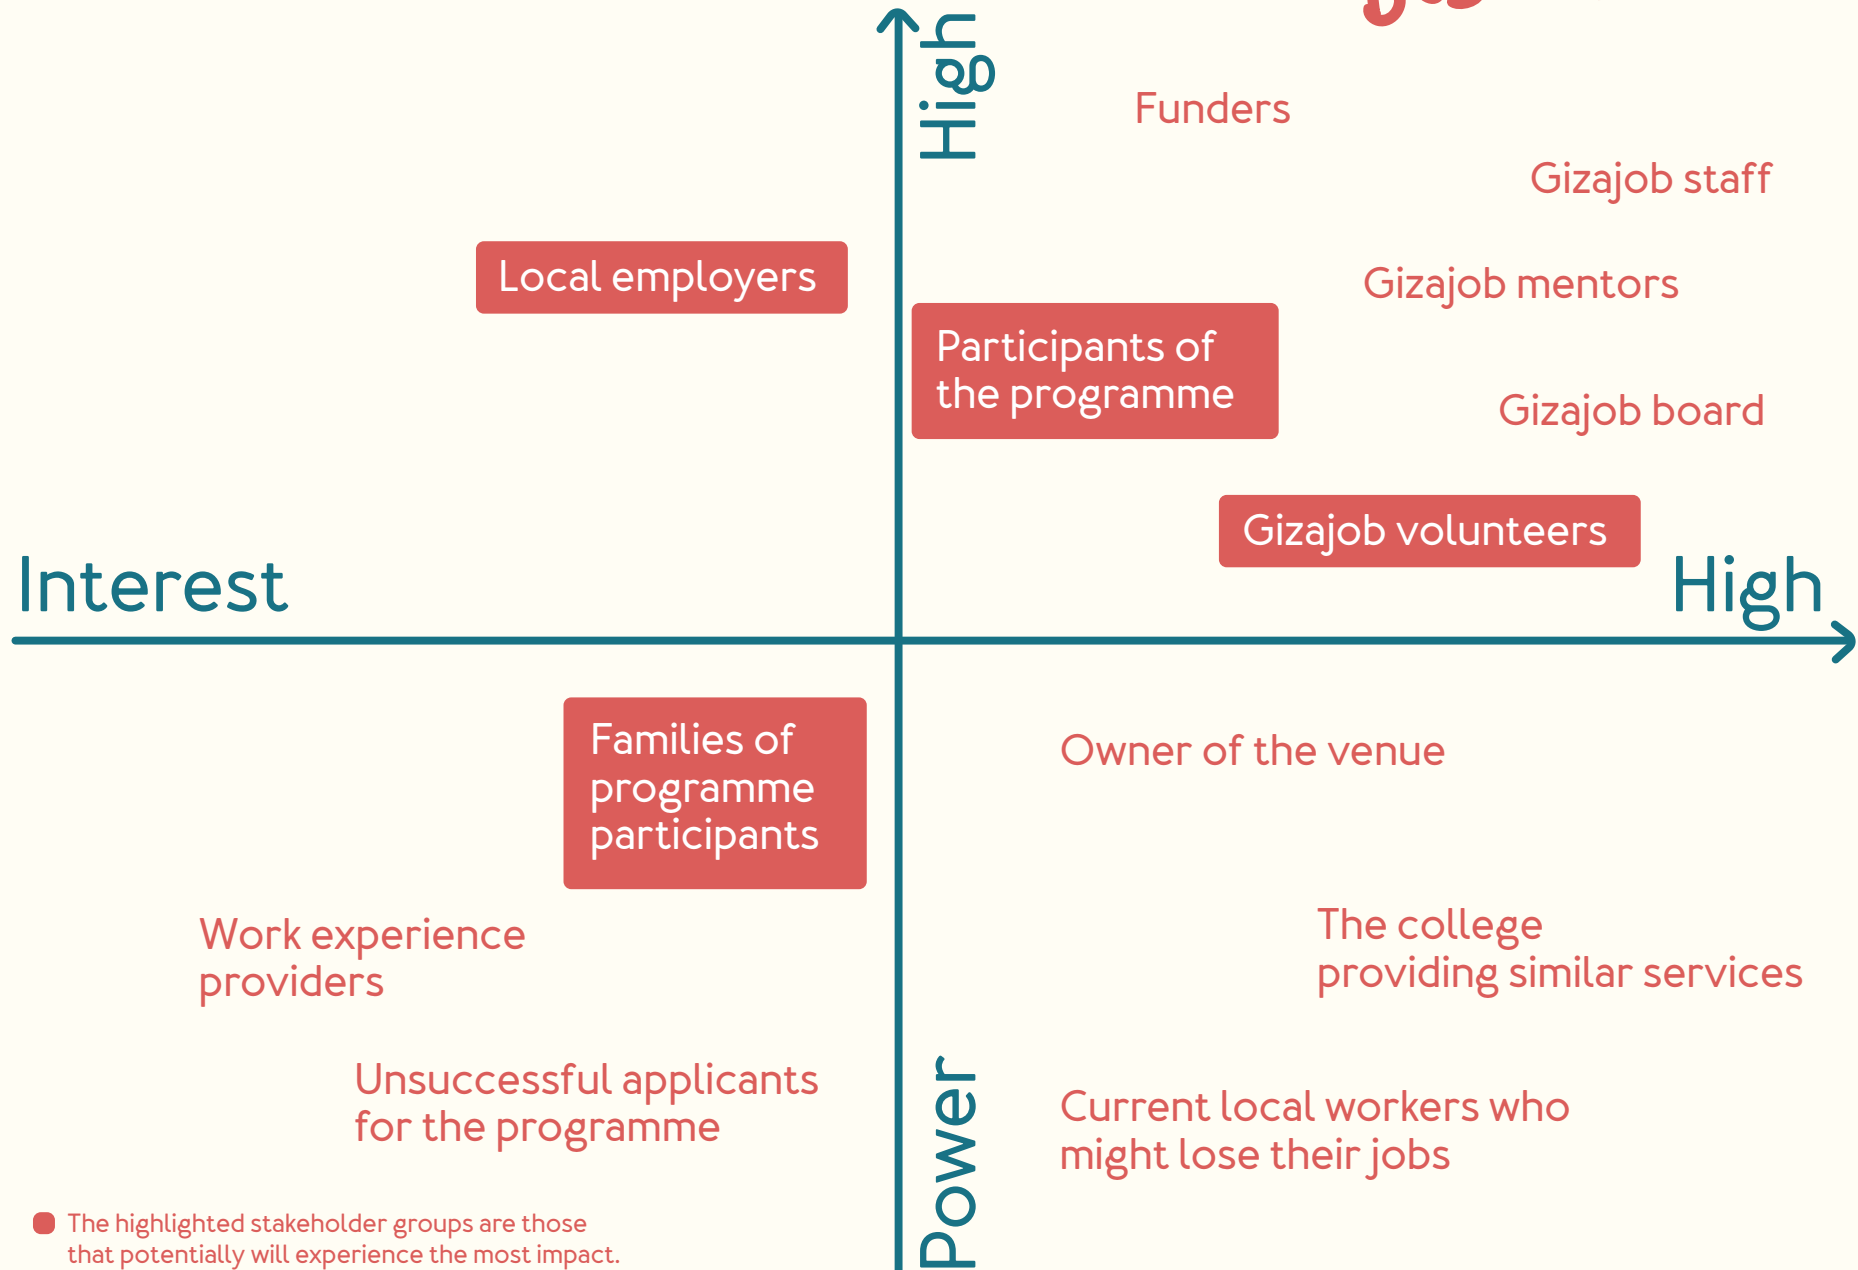 High
Funders
Gizajob staff
Local employers
Gizajob mentors
Participants of
the programme
Gizajob board
Gizajob volunteers
Interest
High
Families of
programme
participants
Owner of the venue
Work experience
providers
The college
providing similar services
Unsuccessful applicants
for the programme
Current local workers who
might lose their jobs
Power
The highlighted stakeholder groups are those
that potentially will experience the most impact.